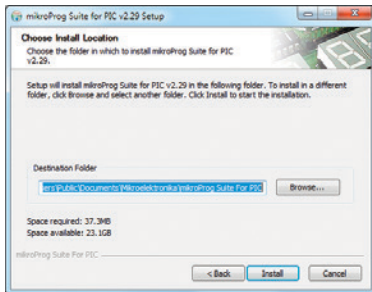 mikroProg Suite for PIC v2.29 Setup
Choose Install Location
Choose the folder in which to install mikroProg Suite for PIC
v2.29.
Setup will install mikroProg Suite for PIC v2.29 in the following folder. To install in a different
folder, click Browse and select another folder. Click Install to start the installation.
Destination Folder
ers\Public\Documents\Mikroelektronika\mikroProg Suite For PIC
Browse...
Space required: 37.3MB
Space available: 23.1GB
mikroProg Suite For PIC
< Back
Install
Cancel